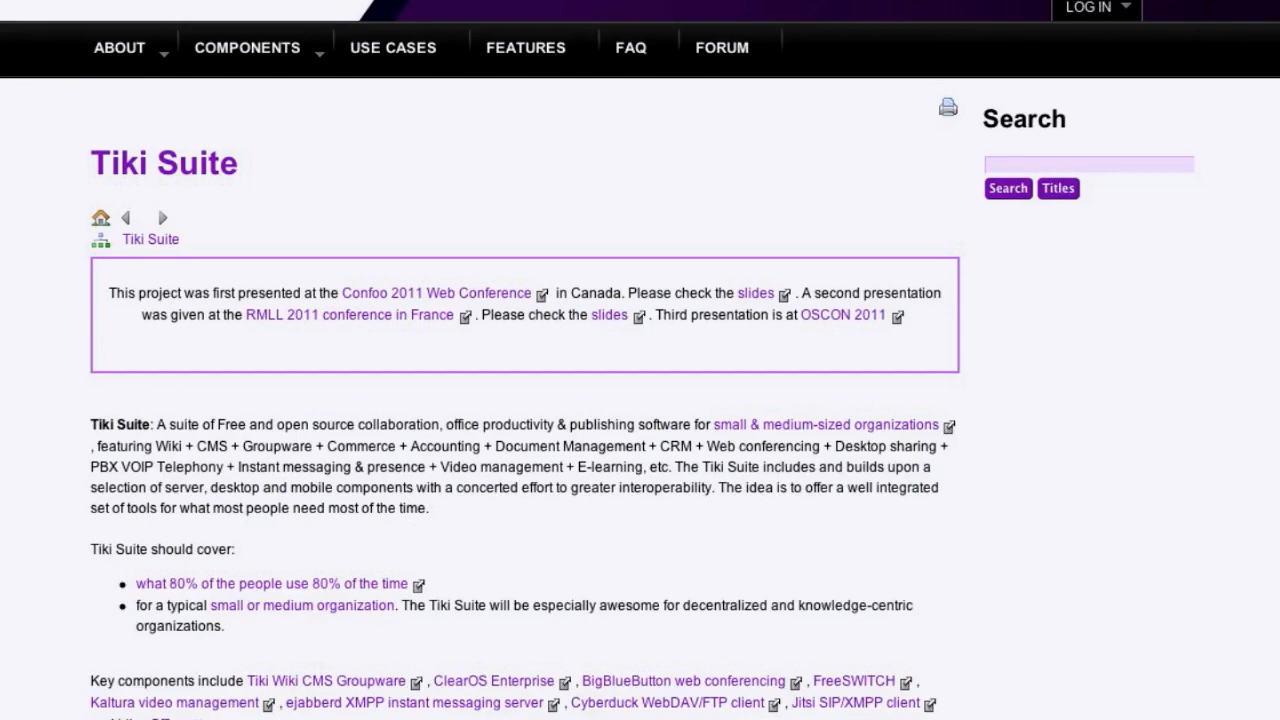 LOG IN
ABOUT COMPONENTS USE CASES FEATURES FAQ FORUM
Search
Tiki Suite
Search Titles
Tiki Suite
This project was first presented at the Confoo 2011 Web Conference in Canada. Please check the slides . A second presentation
was given at the RMLL 2011 conference in France . Please check the slides . Third presentation is at OSCON 2011
Tiki Suite: A suite of Free and open source collaboration, office productivity & publishing software for small & medium-sized organizations
, featuring Wiki + CMS + Groupware + Commerce + Accounting + Document Management + CRM + Web conferencing + Desktop sharing +
PBX VOIP Telephony + Instant messaging & presence + Video management + E-learning, etc. The Tiki Suite includes and builds upon a
selection of server, desktop and mobile components with a concerted effort to greater interoperability. The idea is to offer a well integrated
set of tools for what most people need most of the time.
Tiki Suite should cover:
what 80% of the people use 80% of the time
for a typical small or medium organization. The Tiki Suite will be especially awesome for decentralized and knowledge-centric
organizations.
Key components include Tiki Wiki CMS Groupware , ClearOS Enterprise , BigBlueButton web conferencing , FreeSWITCH ,
Kaltura video management , ejabberd XMPP instant messaging server , Cyberduck WebDAV/FTP client , Jitsi SIP/XMPP client